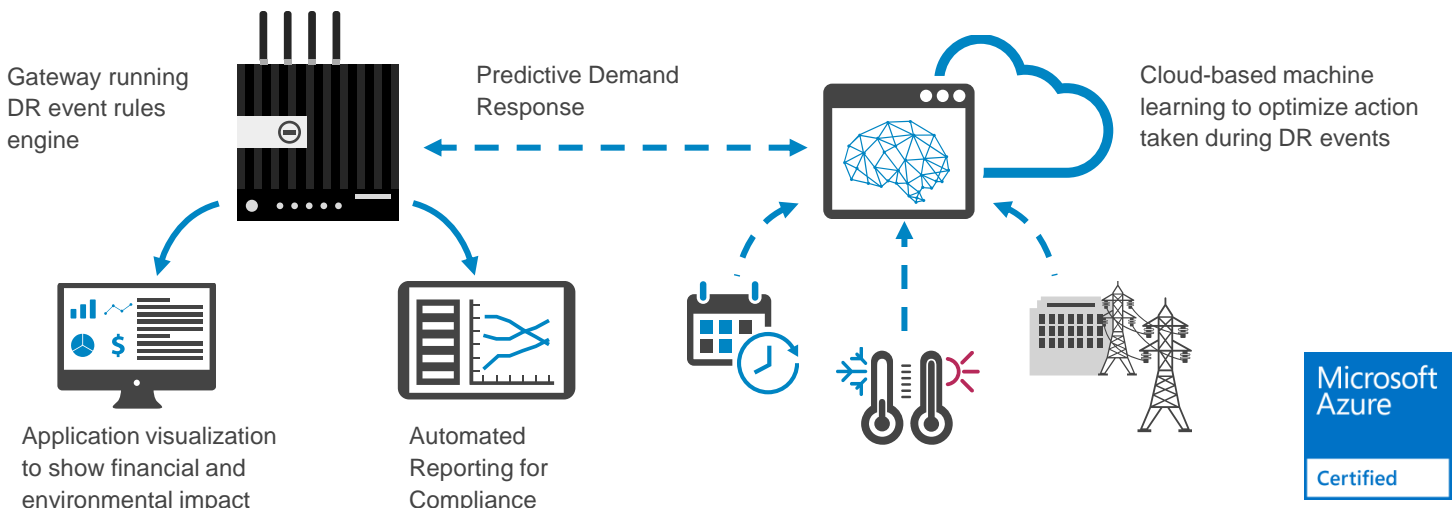 Gateway running
DR event rules
engine
Predictive Demand
Response
Cloud-based machine
learning to optimize action
taken during DR events
$
Application visualization
to show financial and
environmental impact
Automated
Reporting for
Compliance
Microsoft
Azure
Certified